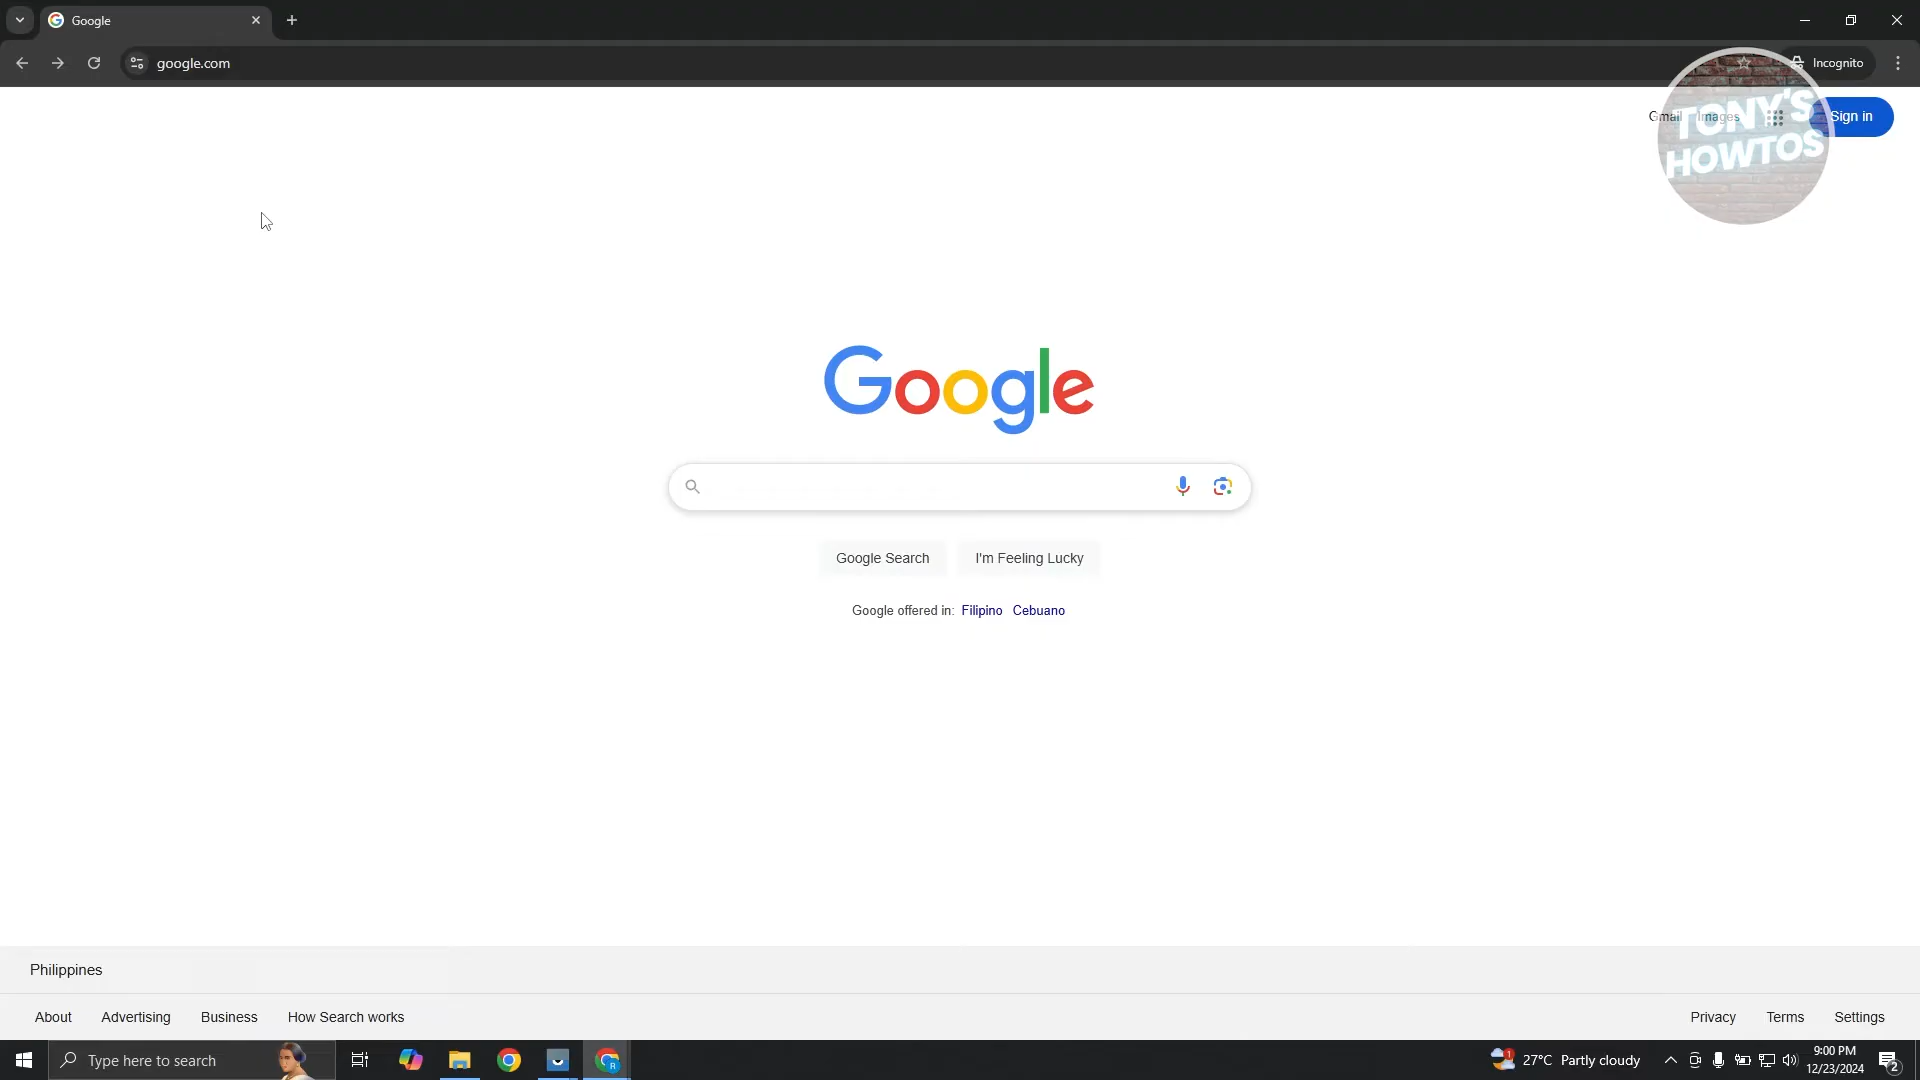 Google
google.com
Incognito
Gmail Images Sign in
TONY'S
HOWTOS
Google
Google Search I'm Feeling Lucky
Google offered in: Filipino Cebuano
Philippines
About Advertising Business How Search works Privacy Terms Settings
Type here to search
R
1
27°C Partly cloudy
9:00 PM
12/23/2024
2